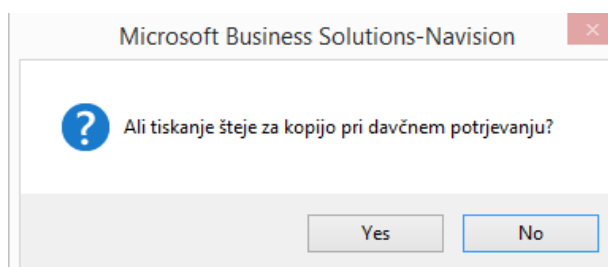 Microsoft Business Solutions-Navision
Ali tiskanje šteje za kopijo pri davčnem potrjevanju?
Yes No